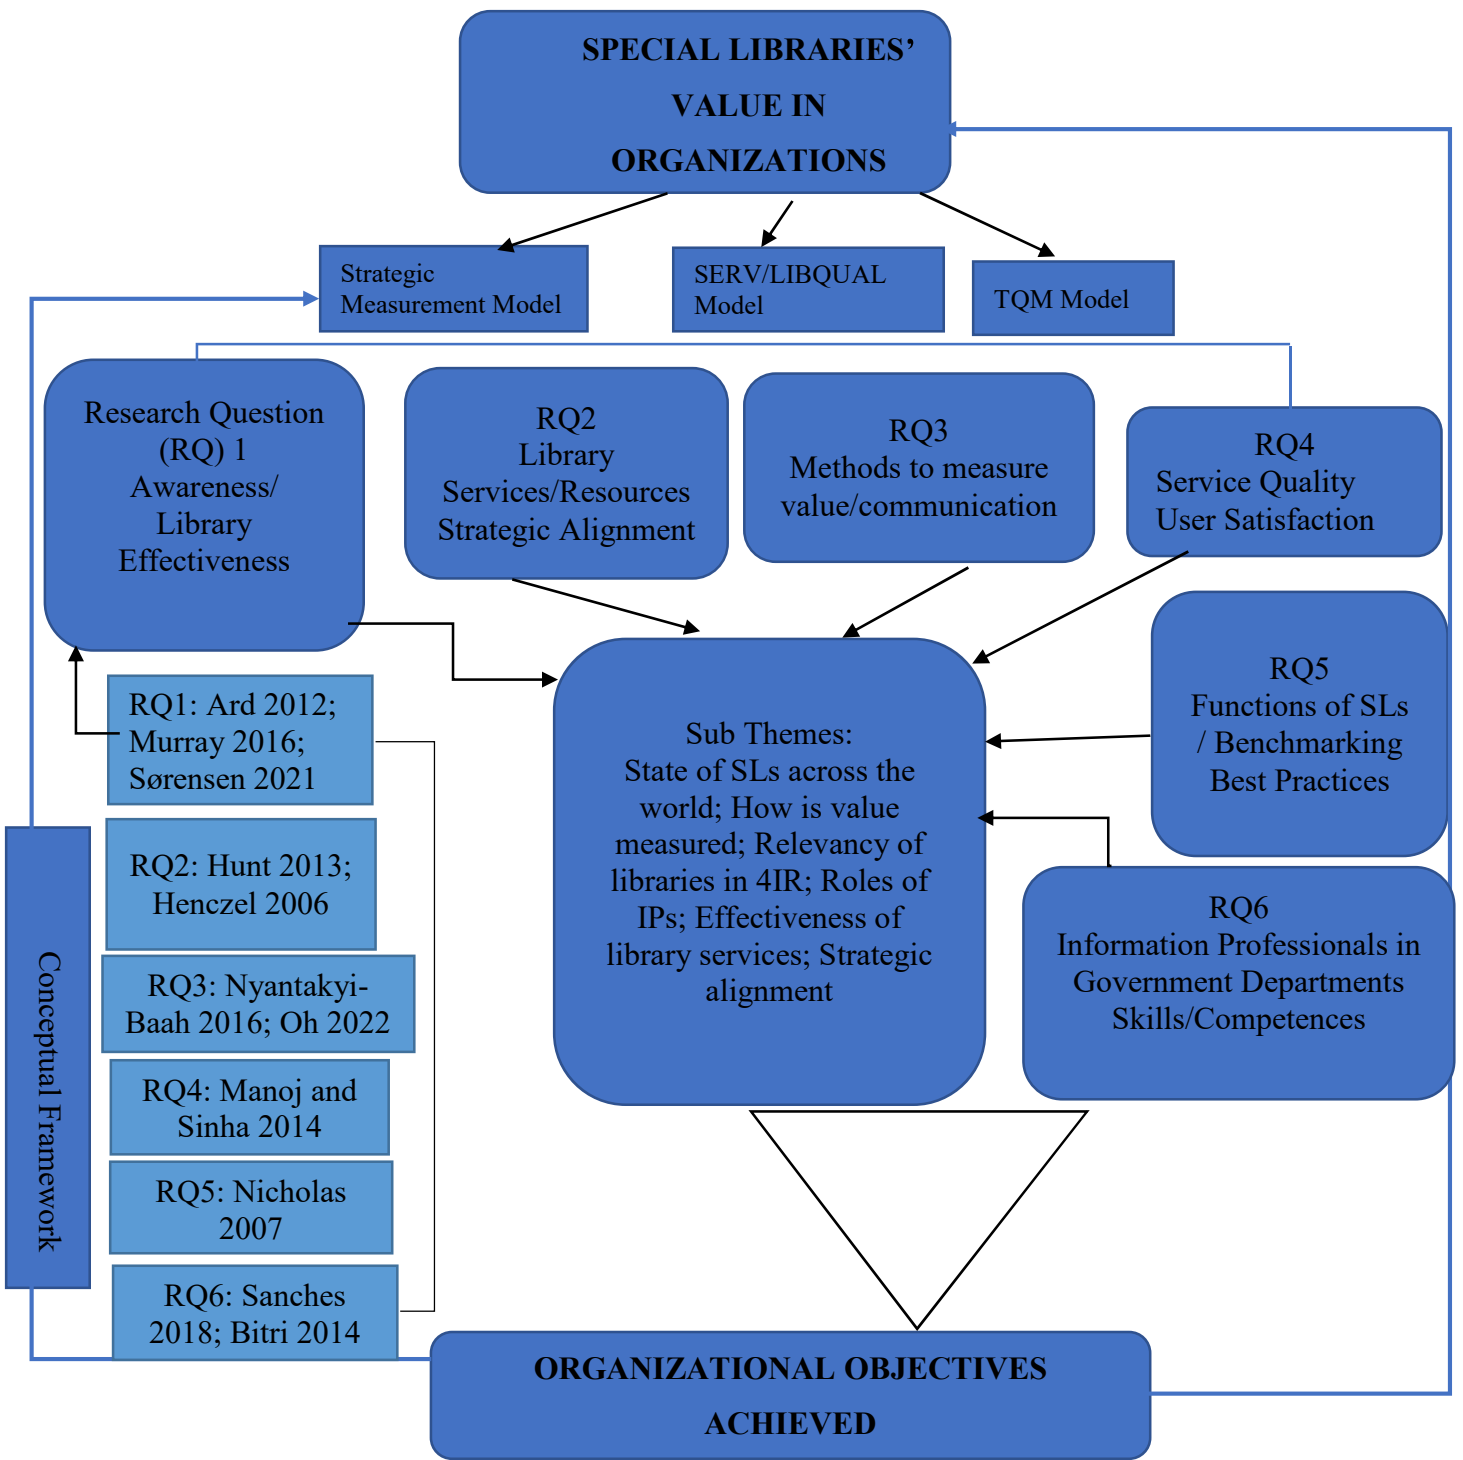 SPECIAL LIBRARIES’
VALUE IN
ORGANIZATIONS
Strategic
Measurement Model
SERV/LIBQUAL
Model
TQM Model
Research Question
(RQ) 1
Awareness/
Library
Effectiveness
RQ2
Library
Services/Resources
Strategic Alignment
RQ3
Methods to measure
value/communication
RQ4
Service Quality
User Satisfaction
RQ5
Functions of SLs
/ Benchmarking
Best Practices
RQ6
Information Professionals in
Government Departments
Skills/Competences
Sub Themes:
State of SLs across the
world; How is value
measured; Relevancy of
libraries in 4IR; Roles of
IPs; Effectiveness of
library services; Strategic
alignment
RQ1: Ard 2012;
Murray 2016;
Sørensen 2021
RQ2: Hunt 2013;
Henczel 2006
RQ3: Nyantakyi-
Baah 2016; Oh 2022
RQ4: Manoj and
Sinha 2014
RQ5: Nicholas
2007
RQ6: Sanches
2018; Bitri 2014
Conceptual Framework
ORGANIZATIONAL OBJECTIVES
ACHIEVED